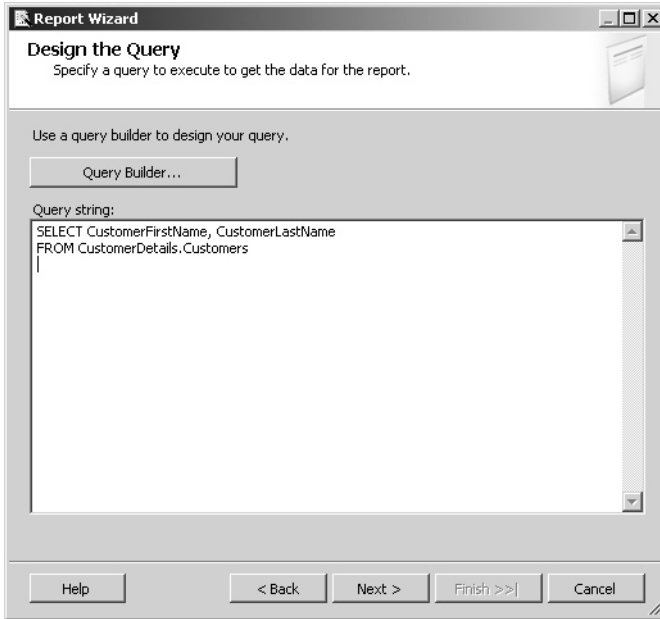 Report Wizard
Design the Query
Specify a query to execute to get the data for the report.
Use a query builder to design your query.
Query Builder...
Query string:
SELECT CustomerFirstName, CustomerLastName
FROM CustomerDetails.Customers
Help
< Back
Next >
Finish >>|
Cancel